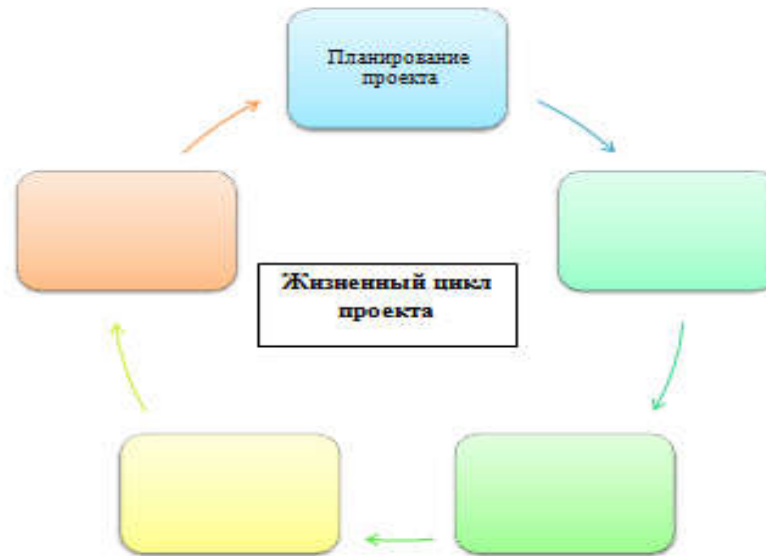 Планирование
проекта
Жизненный цикл
проекта